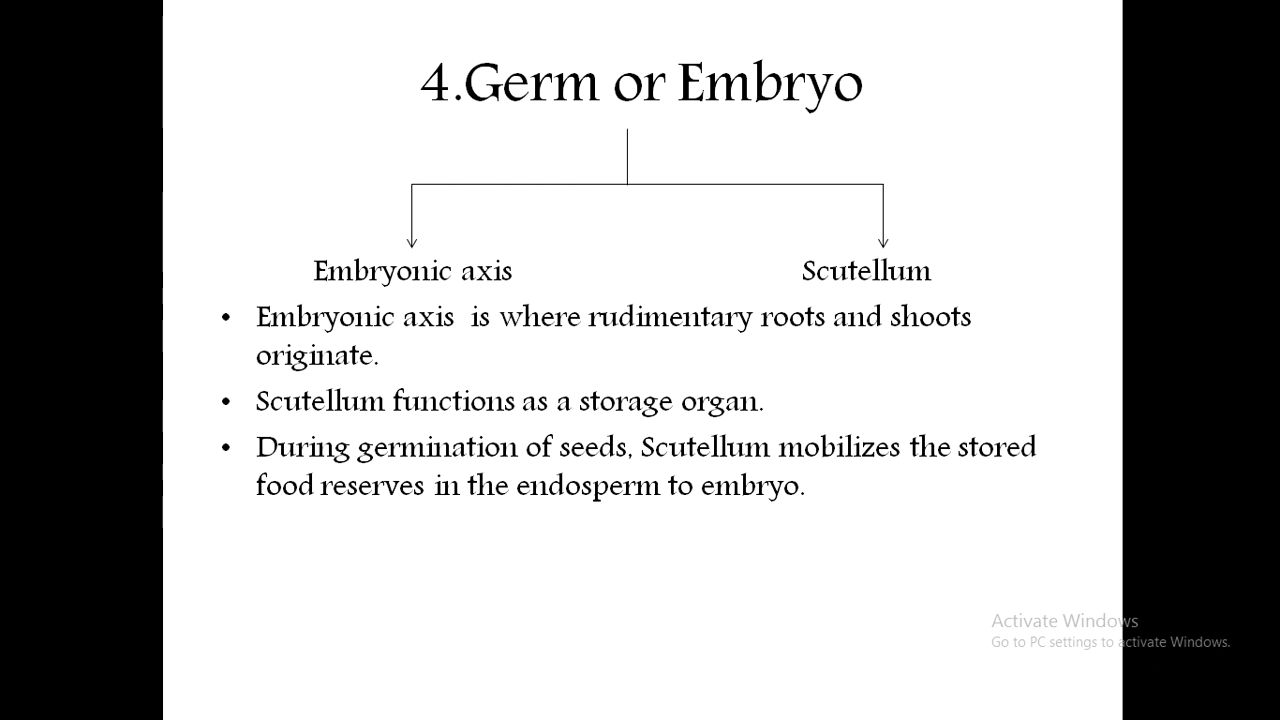 4.Germ or Embryo
Embryonic axis
Scutellum
• Embryonic axis  is where rudimentary roots and shoots
originate.
• Scutellum functions as a storage organ.
• During germination of seeds, Scutellum mobilizes the stored
food reserves in the endosperm to embryo.
Activate Windows
Go to PC settings to activate Windows.